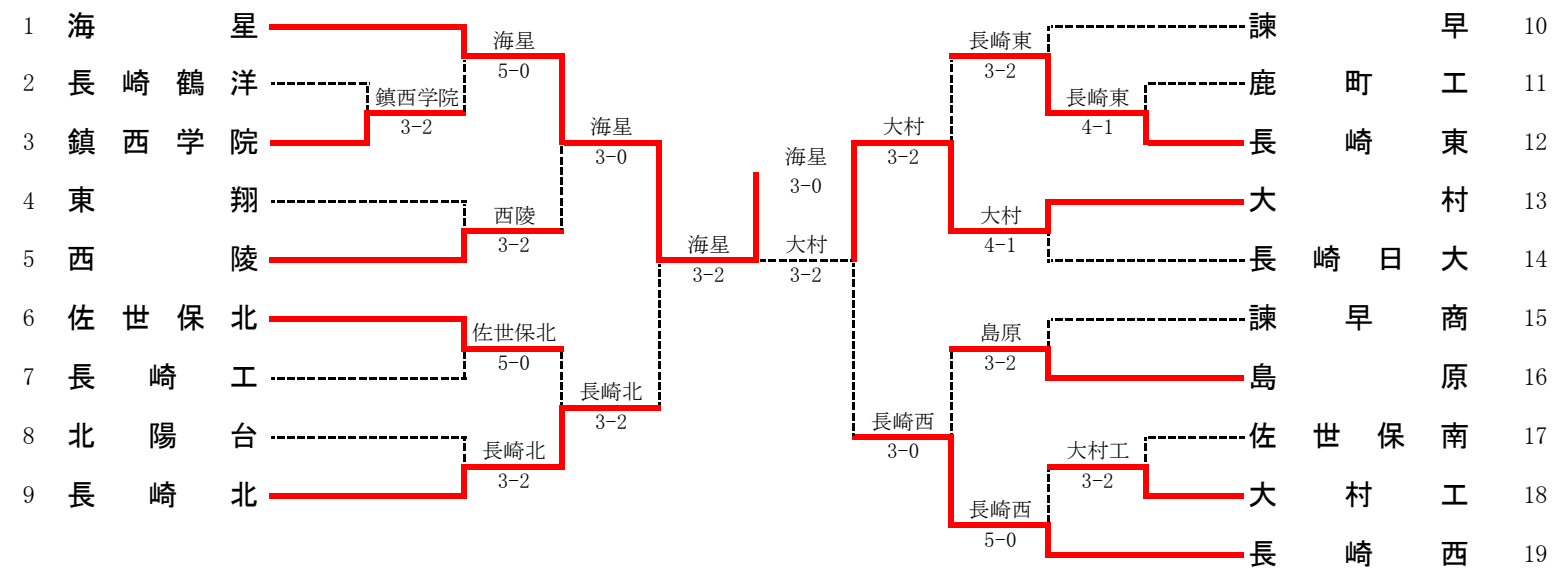 1 海星
2 長崎鶴洋
3 鎮西学院
4 東翔
5 西陵
6 佐世保北
7 長崎工
8 北陽台
9 長崎北
鎮西学院
3-2
海星
5-0
西陵
3-2
佐世保北
5-0
長崎北
3-2
海星
3-0
長崎北
3-2
海星
3-2
海星
3-0
大村
3-2
大村
3-2
長崎西
3-0
長崎東
3-2
大村
4-1
島原
3-2
長崎西
5-0
長崎東
4-1
大村工
3-2
諫早 10
鹿町工 11
長崎東 12
大村 13
長崎日大 14
諫早商 15
島原 16
佐世保南 17
大村工 18
長崎西 19